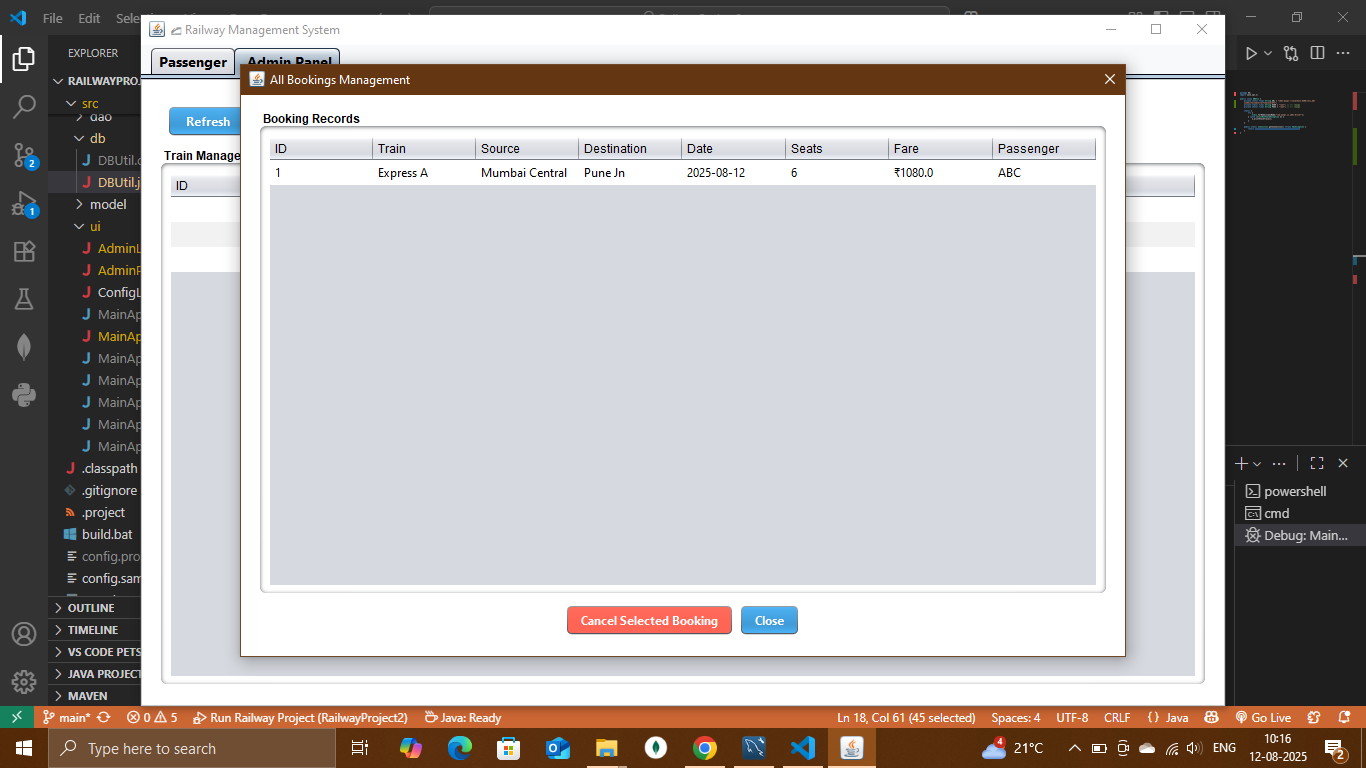 File Edit Selec
Railway Management System
EXPLORER
Passenger Admin Panel
RAILWAYPRO.
src
dao
db
DBUtil.c
DBUtil.j
model
ui
AdminL
AdminP
ConfigL
MainAp
MainAp
MainAp
MainAp
MainAp
MainAp
MainAp
.classpath
.gitignore
.project
build.bat
config.pro
config.sam
OUTLINE
TIMELINE
VS CODE PETS
JAVA PROJECT
MAVEN
Refresh
Train Manage
ID
All Bookings Management
Booking Records
ID Train Source Destination Date Seats Fare Passenger
1 Express A Mumbai Central Pune Jn 2025-08-12 6 ₹1080.0 ABC
Cancel Selected Booking Close
powershell
cmd
Debug: Main...
2
1
main* 0 5 Run Railway Project (RailwayProject2) Java: Ready Ln 18, Col 61 (45 selected) Spaces: 4 UTF-8 CRLF {} Java Go Live
Type here to search
4 21°C ENG 10:16
12-08-2025 2